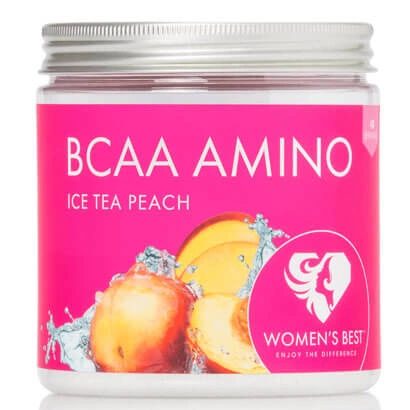 BCAA AMINO
ICE TEA PEACH
WOMEN'S BEST
ENJOY THE DIFFERENCE